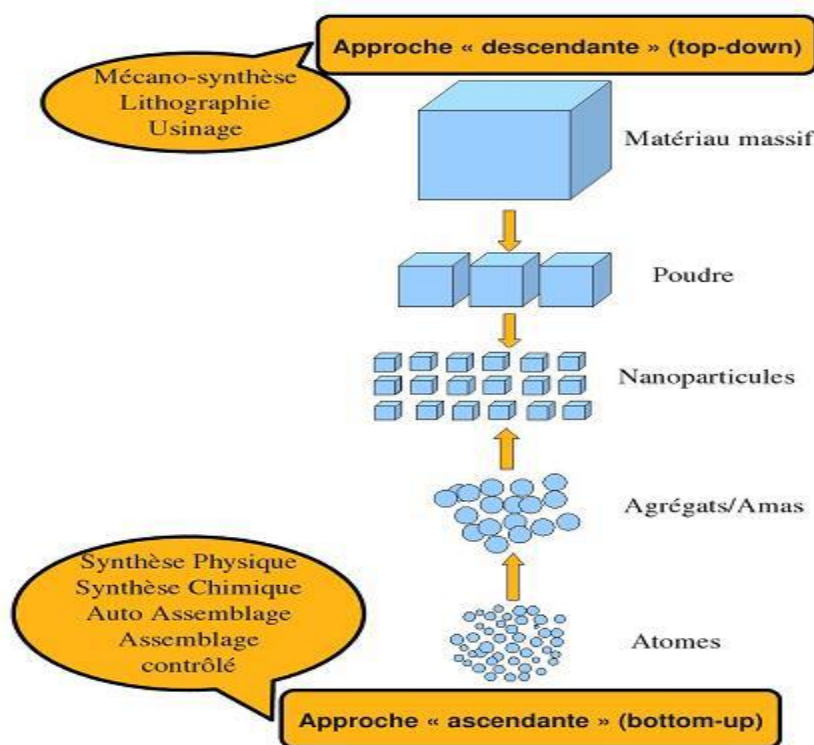 Approche « descendante » (top-down)
Mécano-synthèse
Lithographie
Usinage
Matériau massif
Poudre
Nanoparticules
Agrégats/Amas
Synthèse Physique
Synthèse Chimique
Auto Assemblage
Assemblage
contrôlé
Atomes
Approche « ascendante » (bottom-up)